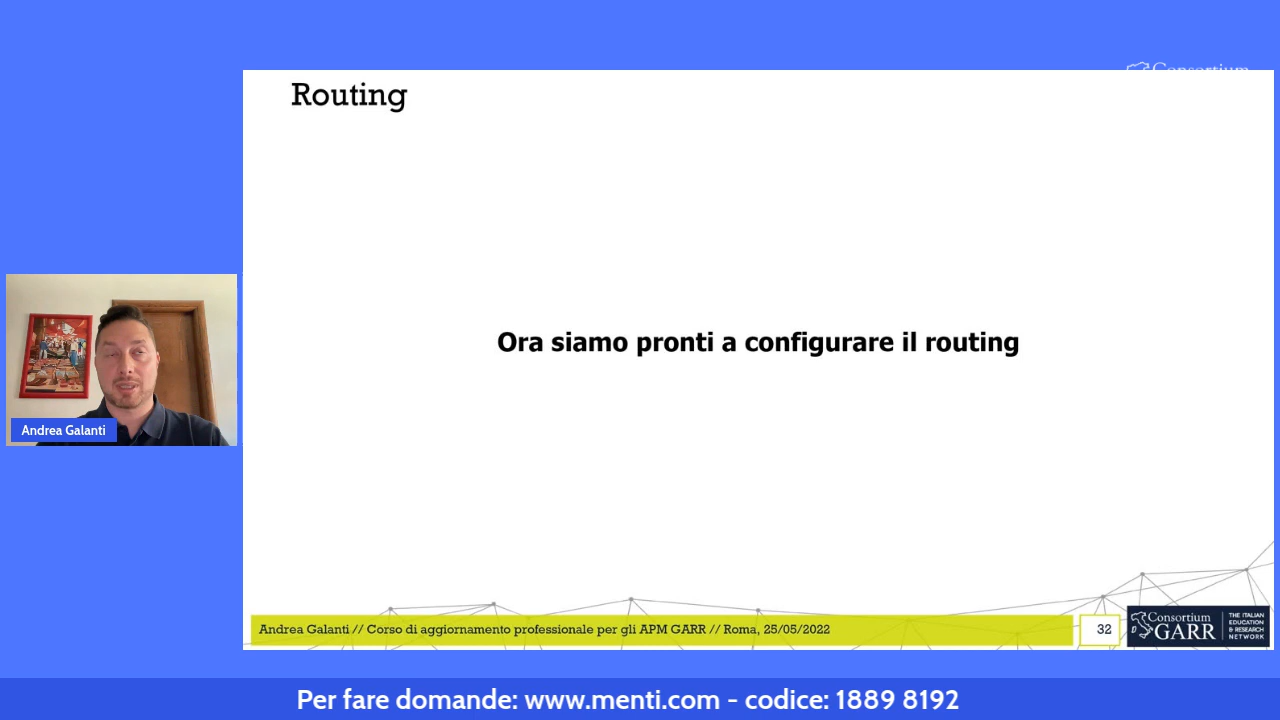 Consortium
Routing
Ora siamo pronti a configurare il routing
Andrea Galanti
Andrea Galanti // Corso di aggiornamento professionale per gli APM GARR // Roma, 25/05/2022
32
Consortium
GARR
THE ITALIAN
EDUCATION
& RESEARCH
NETWORK
Per fare domande: www.menti.com - codice: 1889 8192